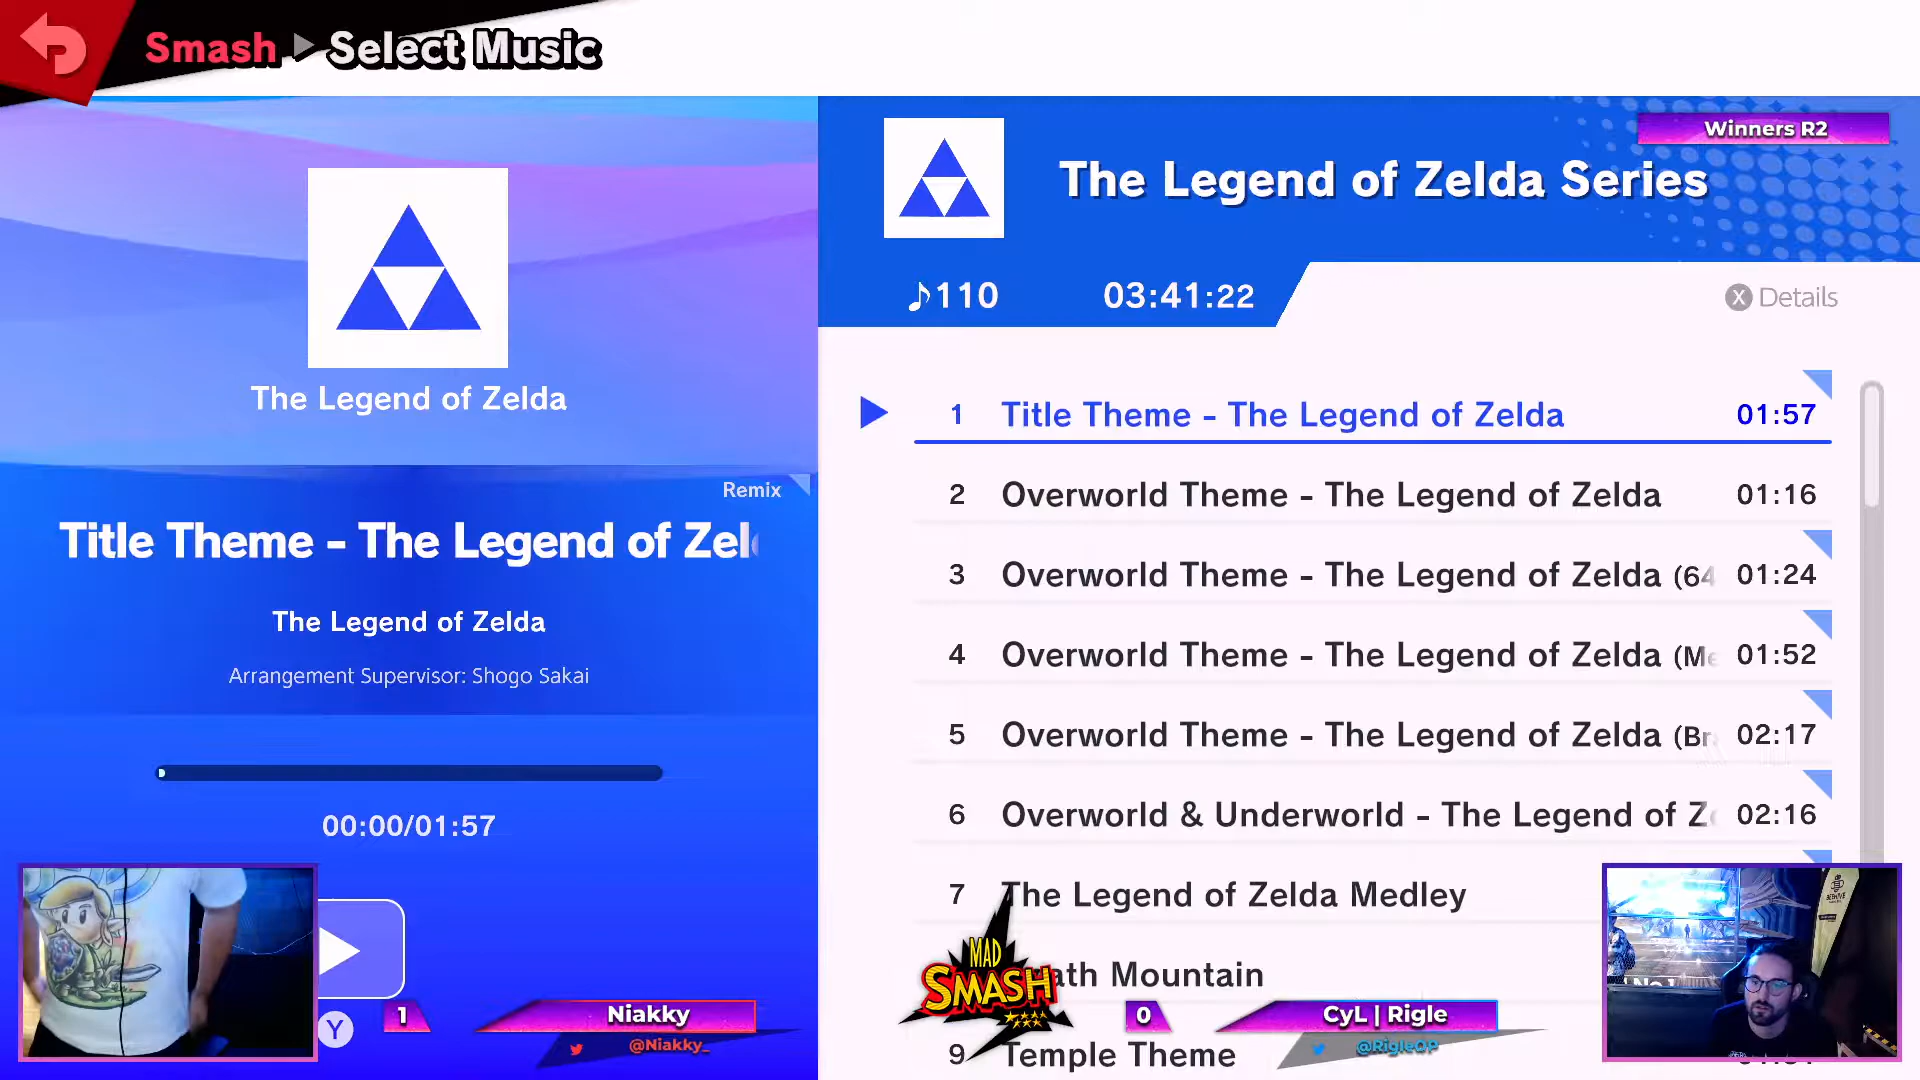 Smash ▶ Select Music
Winners R2
The Legend of Zelda Series
♪110 03:41:22
X Details
The Legend of Zelda
Remix
Title Theme - The Legend of Zel
The Legend of Zelda
Arrangement Supervisor: Shogo Sakai
00:00/01:57
1 Title Theme - The Legend of Zelda 01:57
2 Overworld Theme - The Legend of Zelda 01:16
3 Overworld Theme - The Legend of Zelda (64 01:24
4 Overworld Theme - The Legend of Zelda (Me 01:52
5 Overworld Theme - The Legend of Zelda (Br 02:17
6 Overworld & Underworld - The Legend of Ze 02:16
7 The Legend of Zelda Medley
ath Mountain
9 Temple Theme
MAD
SMASH
Y
1 Niakky
@Niakky_
0 CyL | Rigle
@RigleQP
BEEHIVE